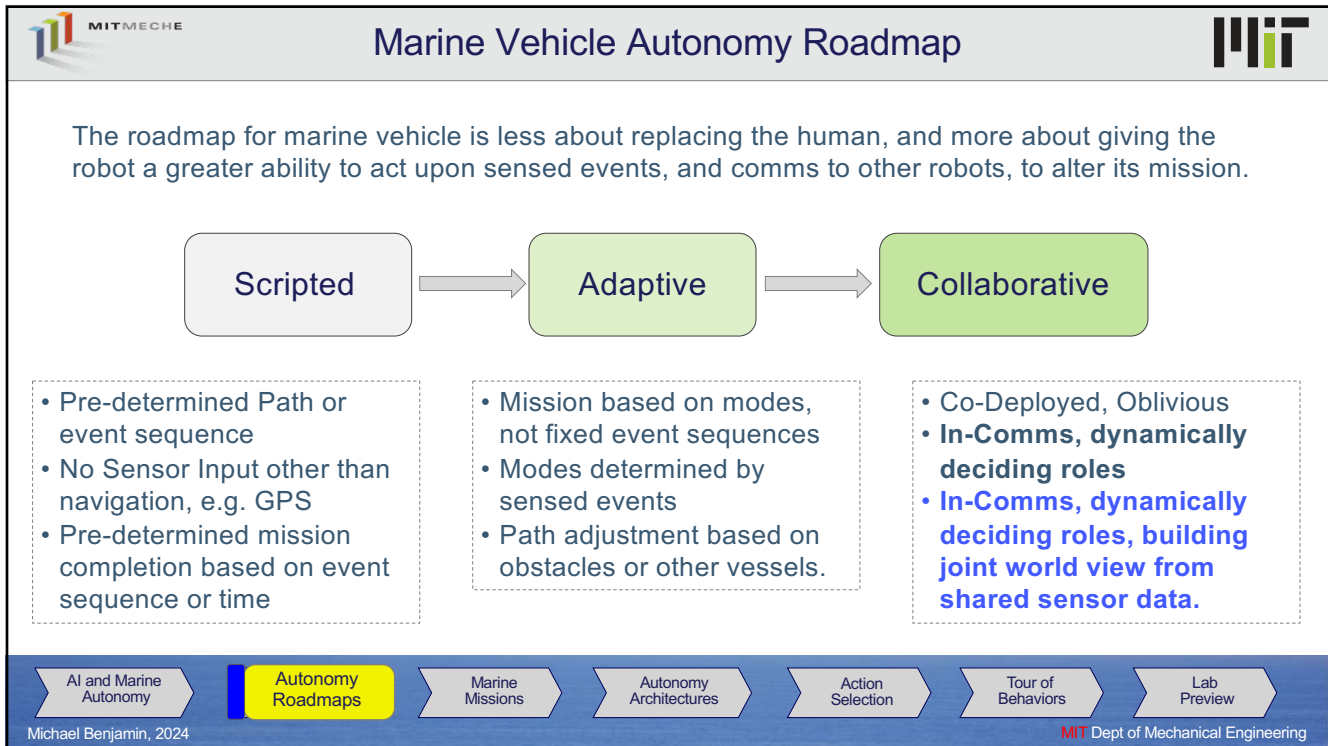 MITMECHE
Marine Vehicle Autonomy Roadmap
MIT
The roadmap for marine vehicle is less about replacing the human, and more about giving the
robot a greater ability to act upon sensed events, and comms to other robots, to alter its mission.
Scripted
Adaptive
Collaborative
• Pre-determined Path or
event sequence
• No Sensor Input other than
navigation, e.g. GPS
• Pre-determined mission
completion based on event
sequence or time
• Mission based on modes,
not fixed event sequences
• Modes determined by
sensed events
• Path adjustment based on
obstacles or other vessels.
• Co-Deployed, Oblivious
• In-Comms, dynamically
deciding roles
• In-Comms, dynamically
deciding roles, building
joint world view from
shared sensor data.
AI and Marine
Autonomy
Autonomy
Roadmaps
Marine
Missions
Autonomy
Architectures
Action
Selection
Tour of
Behaviors
Lab
Preview
Michael Benjamin, 2024
MIT Dept of Mechanical Engineering